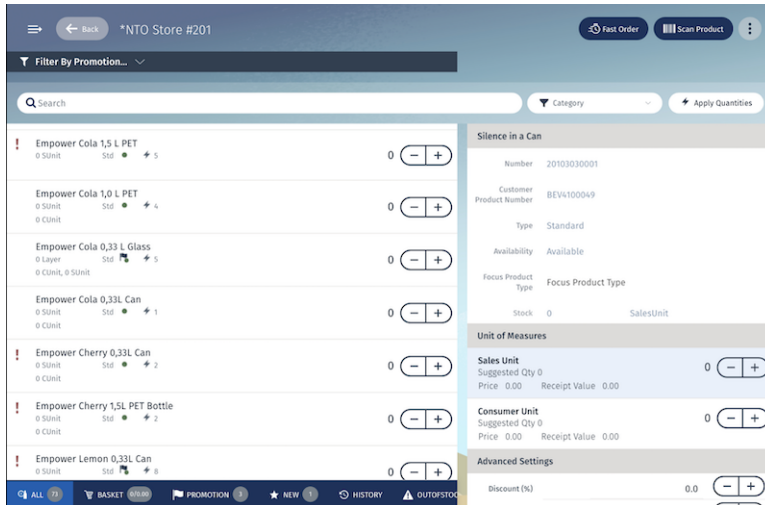 Back
*NTO Store #201
Fast Order
Scan Product
Filter By Promotion...
Search
Category
Apply Quantities
Empower Cola 1,5 L PET
0 SUnit Std 5
0
Empower Cola 1,0 L PET
0 SUnit Std 4
0 CUnit
0
Empower Cola 0,33 L Glass
0 Layer Std 5
0 CUnit, 0 SUnit
0
Empower Cola 0,33L Can
0 SUnit Std 1
0 CUnit
0
Empower Cherry 0,33L Can
0 SUnit Std 2
0 CUnit
0
Empower Cherry 1,5L PET Bottle
0 SUnit Std 2
0 CUnit
0
Empower Lemon 0,33L Can
0 SUnit Std 8
0
Silence in a Can
Number 20103030001
Customer
Product Number BEV4100049
Type Standard
Availability Available
Focus Product
Type Focus Product Type
Stock 0 SalesUnit
Unit of Measures
Sales Unit
Suggested Qty 0
Price 0.00 Receipt Value 0.00
0
Consumer Unit
Suggested Qty 0
Price 0.00 Receipt Value 0.00
0
Advanced Settings
Discount (%) 0.0
ALL 73 BASKET 0/0.00 PROMOTION 3 NEW 1 HISTORY OUTOFSTOC